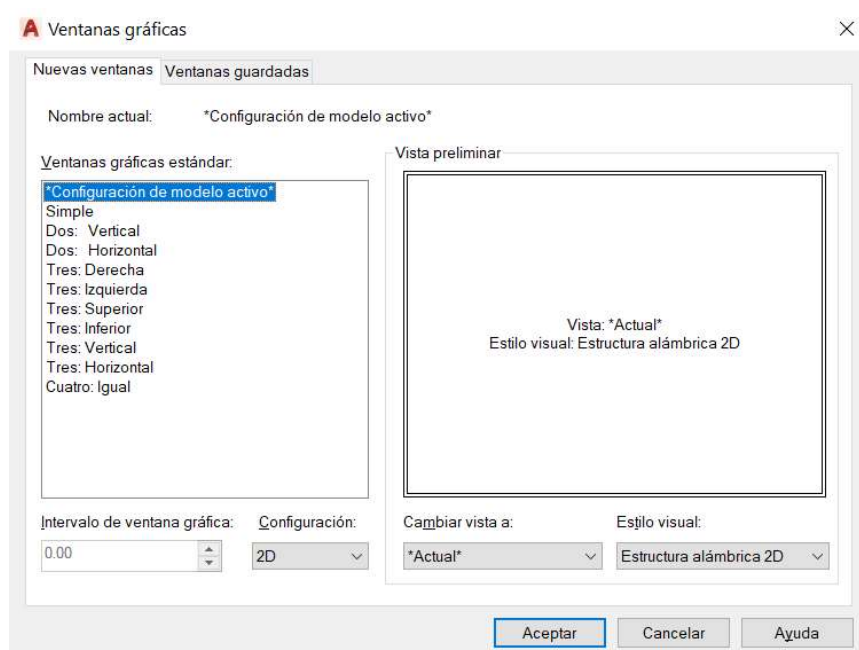 Ventanas gráficas
Nuevas ventanas Ventanas guardadas
Nombre actual: *Configuración de modelo activo*
Ventanas gráficas estándar:
*Configuración de modelo activo*
Simple
Dos: Vertical
Dos: Horizontal
Tres: Derecha
Tres: Izquierda
Tres: Superior
Tres: Inferior
Tres: Vertical
Tres: Horizontal
Cuatro: Igual
Intervalo de ventana gráfica: Configuración:
0.00 2D
Vista preliminar
Vista: *Actual*
Estilo visual: Estructura alámbrica 2D
Cambiar vista a: Estilo visual:
*Actual* Estructura alámbrica 2D
Aceptar Cancelar Ayuda